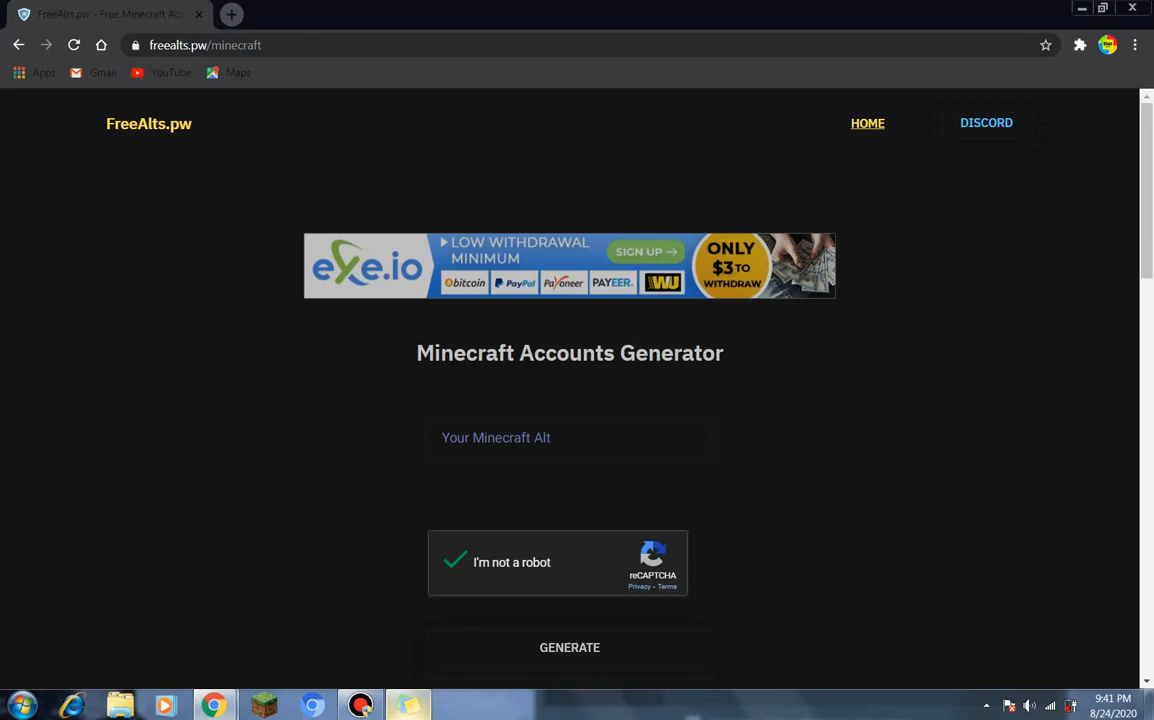 FreeAlts.pw - Free Minecraft Acc
freealts.pw/minecraft
Apps Gmail YouTube Maps
FreeAlts.pw HOME DISCORD
exe.io
LOW WITHDRAWAL
MINIMUM
SIGN UP →
bitcoin PayPal Payoneer PAYEER. WU
ONLY
$3 TO
WITHDRAW
Minecraft Accounts Generator
Your Minecraft Alt
I'm not a robot
reCAPTCHA
Privacy - Terms
GENERATE
9:41 PM
8/24/2020